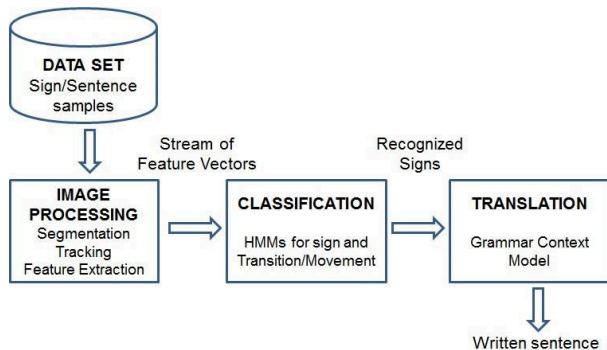 DATA SET
Sign/Sentence
samples
Stream of
Feature Vectors
Recognized
Signs
IMAGE
PROCESSING
Segmentation
Tracking
Feature Extraction
CLASSIFICATION
HMMs for sign and
Transition/Movement
TRANSLATION
Grammar Context
Model
Written sentence